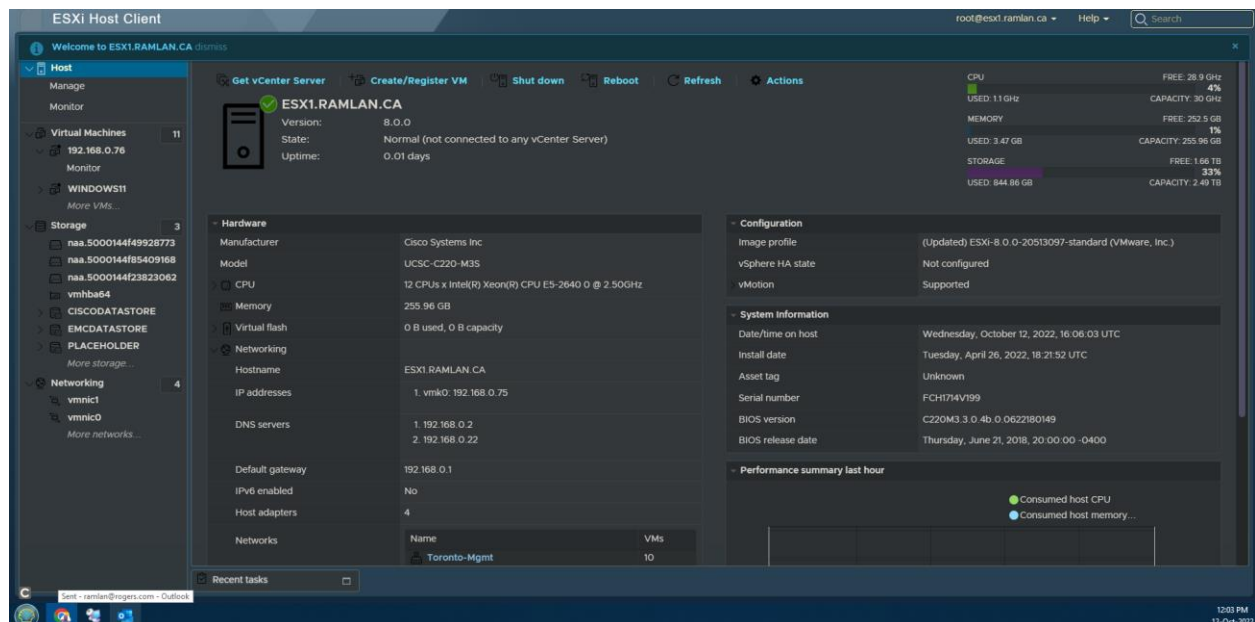 ESXi Host Client
root@esx1.ramlan.ca
Help
Search
Welcome to ESX1.RAMLAN.CA dismiss
Host
Manage
Monitor
Virtual Machines 11
192.168.0.76
Monitor
WINDOWS11
More VMs...
Storage 3
naa.5000144f49928773
naa.5000144f85409168
naa.5000144f23823062
vmhba64
CISCODATASTORE
EMCDATASTORE
PLACEHOLDER
More storage...
Networking 4
vmnic1
vmnic0
More networks...
Get vCenter Server Create/Register VM Shut down Reboot Refresh Actions
ESX1.RAMLAN.CA
Version: 8.0.0
State: Normal (not connected to any vCenter Server)
Uptime: 0.01 days
CPU FREE: 28.9 GHz
4%
USED: 1.1 GHz CAPACITY: 30 GHz
MEMORY FREE: 252.5 GB
1%
USED: 3.47 GB CAPACITY: 255.96 GB
STORAGE FREE: 1.66 TB
33%
USED: 844.86 GB CAPACITY: 2.49 TB
Hardware
Manufacturer Cisco Systems Inc
Model UCSC-C220-M3S
CPU 12 CPUs x Intel(R) Xeon(R) CPU E5-2640 0 @ 2.50GHz
Memory 255.96 GB
Virtual flash 0 B used, 0 B capacity
Networking
Hostname ESX1.RAMLAN.CA
IP addresses 1. vmk0: 192.168.0.75
DNS servers 1. 192.168.0.2
2. 192.168.0.22
Default gateway 192.168.0.1
IPv6 enabled No
Host adapters 4
Networks Name VMs
Toronto-Mgmt 10
Configuration
Image profile (Updated) ESXi-8.0.0-20513097-standard (VMware, Inc.)
vSphere HA state Not configured
vMotion Supported
System Information
Date/time on host Wednesday, October 12, 2022, 16:06:03 UTC
Install date Tuesday, April 26, 2022, 18:21:52 UTC
Asset tag Unknown
Serial number FCH1714V199
BIOS version C220M3.3.0.4b.0.0622180149
BIOS release date Thursday, June 21, 2018, 20:00:00 -0400
Performance summary last hour
Consumed host CPU
Consumed host memory...
Recent tasks
Sent - ramlan@rogers.com - Outlook
12:03 PM